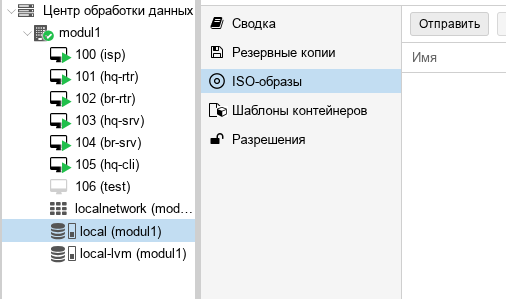 Центр обработки данных
modul1
100 (isp)
101 (hq-rtr)
102 (br-rtr)
103 (hq-srv)
104 (br-srv)
105 (hq-cli)
106 (test)
localnetwork (mod...
local (modul1)
local-lvm (modul1)
Сводка
Резервные копии
ISO-образы
Шаблоны контейнеров
Разрешения
Отправить
Имя